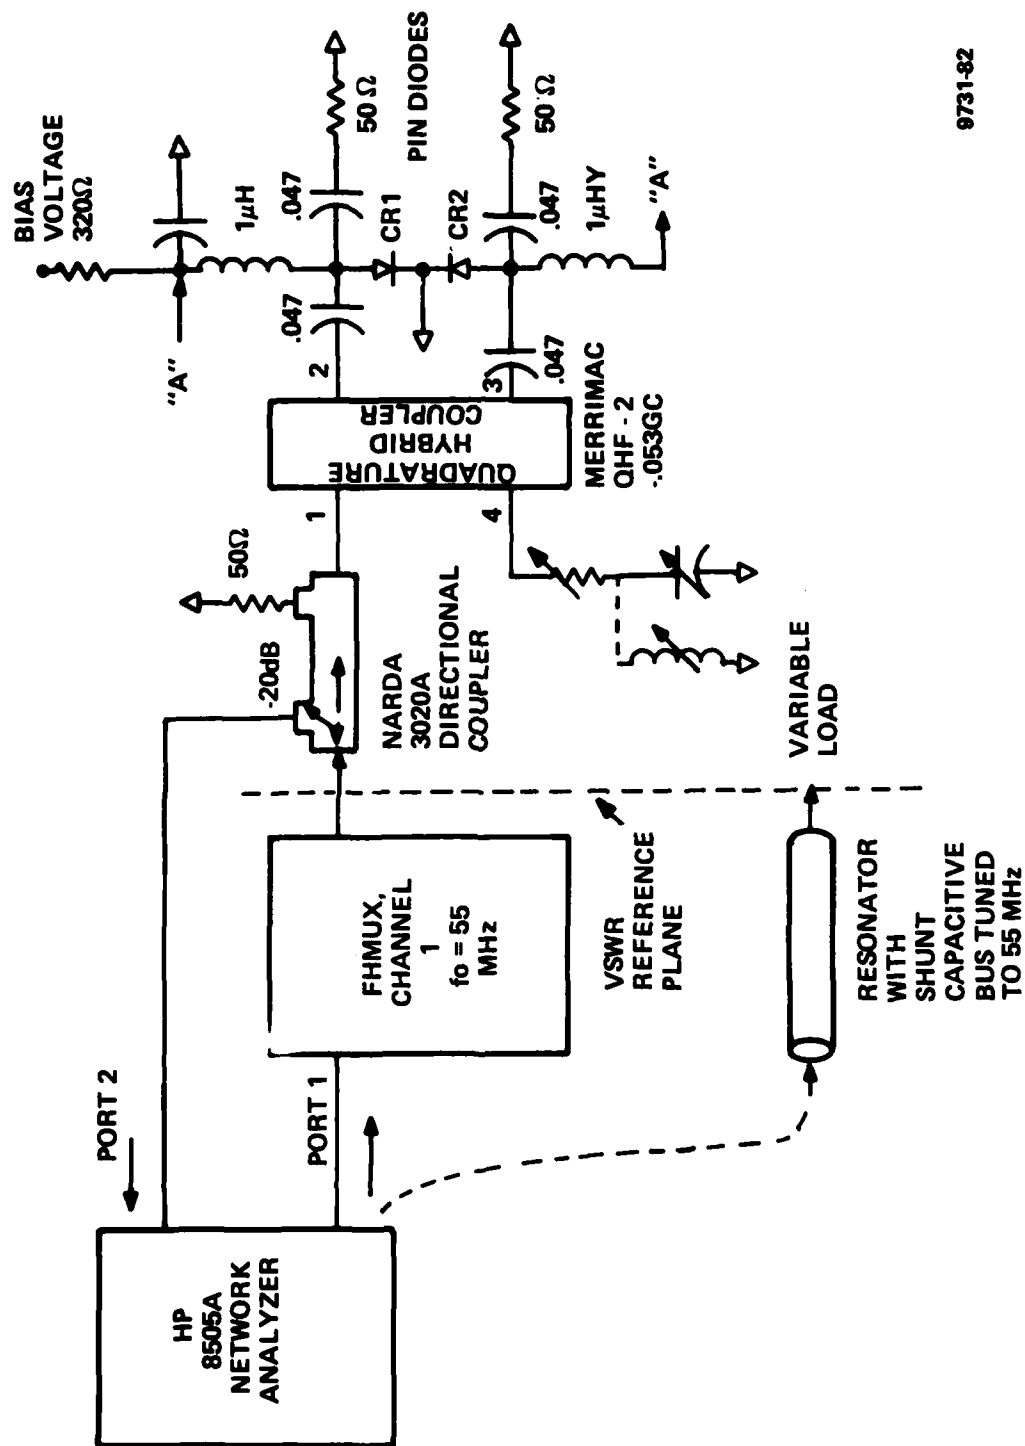 HP
8505A
NETWORK
ANALYZER
PORT 2
PORT 1
FHMUX,
CHANNEL
1
fo = 55
MHz
VSWR
REFERENCE
PLANE
RESONATOR
WITH
SHUNT
CAPACITIVE
BUS TUNED
TO 55 MHz
-20dB
50Ω
NARDA
3020A
DIRECTIONAL
COUPLER
VARIABLE
LOAD
1
4
QUADRATURE
HYBRID
COUPLER
2
3
MERRIMAC
QHF - 2
-.053GC
"A"
BIAS
VOLTAGE
320Ω
1μH
.047
.047
50 Ω
CR1
CR2
PIN DIODES
.047
.047
50 Ω
1μHY
"A"
9731-82